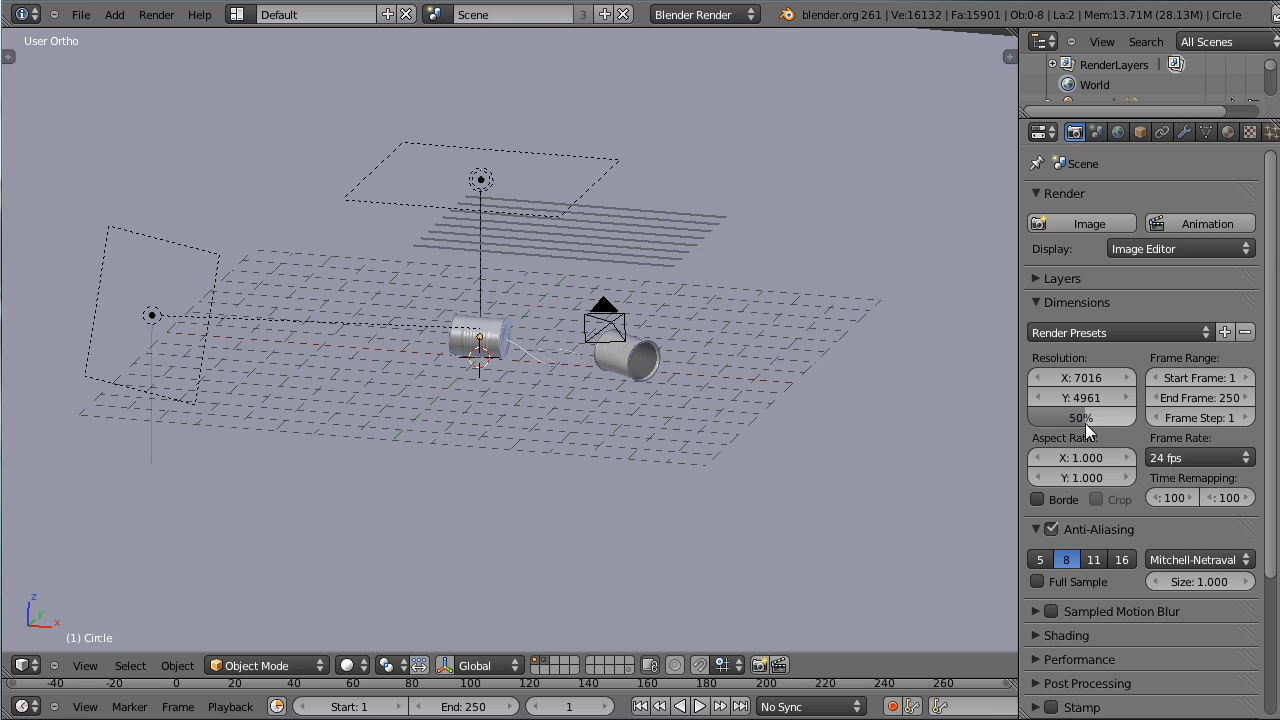 File Add Render Help Default Scene 3 Blender Render blender.org 261 | Ve:16132 | Fa:15901 | Ob:0-8 | La:2 | Mem:13.71M (28.13M) | Circle
User Ortho
View Search All Scenes
RenderLayers |
World
Scene
Render
Image Animation
Display: Image Editor
Layers
Dimensions
Render Presets
Resolution: Frame Range:
X: 7016 Start Frame: 1
Y: 4961 End Frame: 250
50% Frame Step: 1
Aspect Ratio: Frame Rate:
X: 1.000 24 fps
Y: 1.000 Time Remapping:
Borde Crop : 100 : 100
Anti-Aliasing
5 8 11 16 Mitchell-Netraval
Full Sample Size: 1.000
Sampled Motion Blur
Shading
Performance
Post Processing
Stamp
z
y
x
(1) Circle
View Select Object Object Mode Global
-40 -20 0 20 40 60 80 100 120 140 160 180 200 220 240 260
View Marker Frame Playback Start: 1 End: 250 1 No Sync